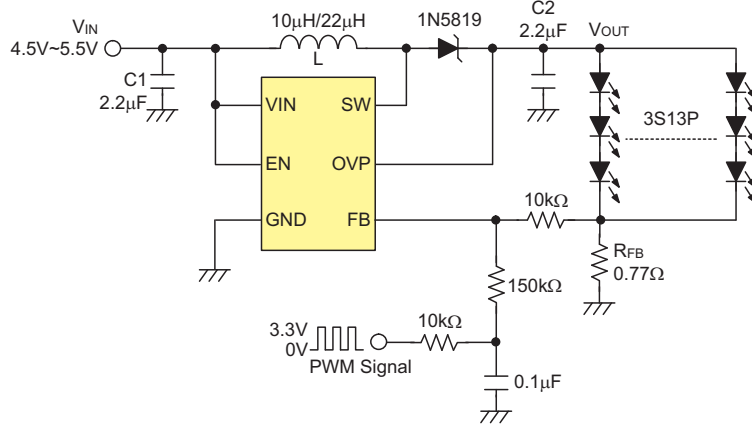 VIN
4.5V~5.5V
C1
2.2μF
10μH/22μH
L
1N5819
C2
2.2μF
VOUT
VIN
SW
EN
OVP
GND
FB
3S13P
10kΩ
RFB
0.77Ω
150kΩ
3.3V
0V
PWM Signal
10kΩ
0.1μF